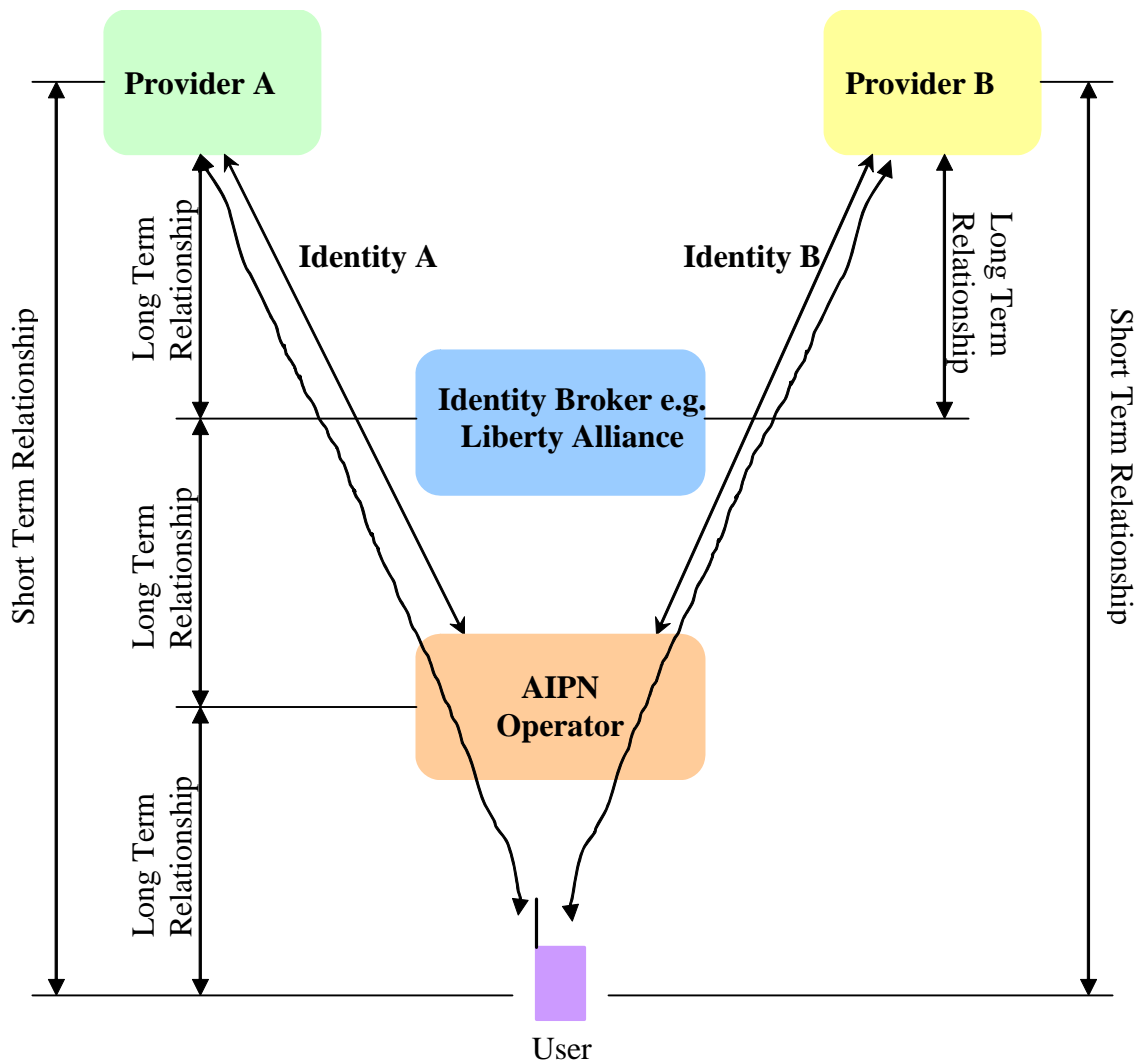 Provider A
Provider B
Identity A
Identity B
Long Term
Relationship
Long Term
Relationship
Short Term Relationship
Short Term Relationship
Identity Broker e.g.
Liberty Alliance
Long Term
Relationship
AIPN
Operator
Long Term
Relationship
User